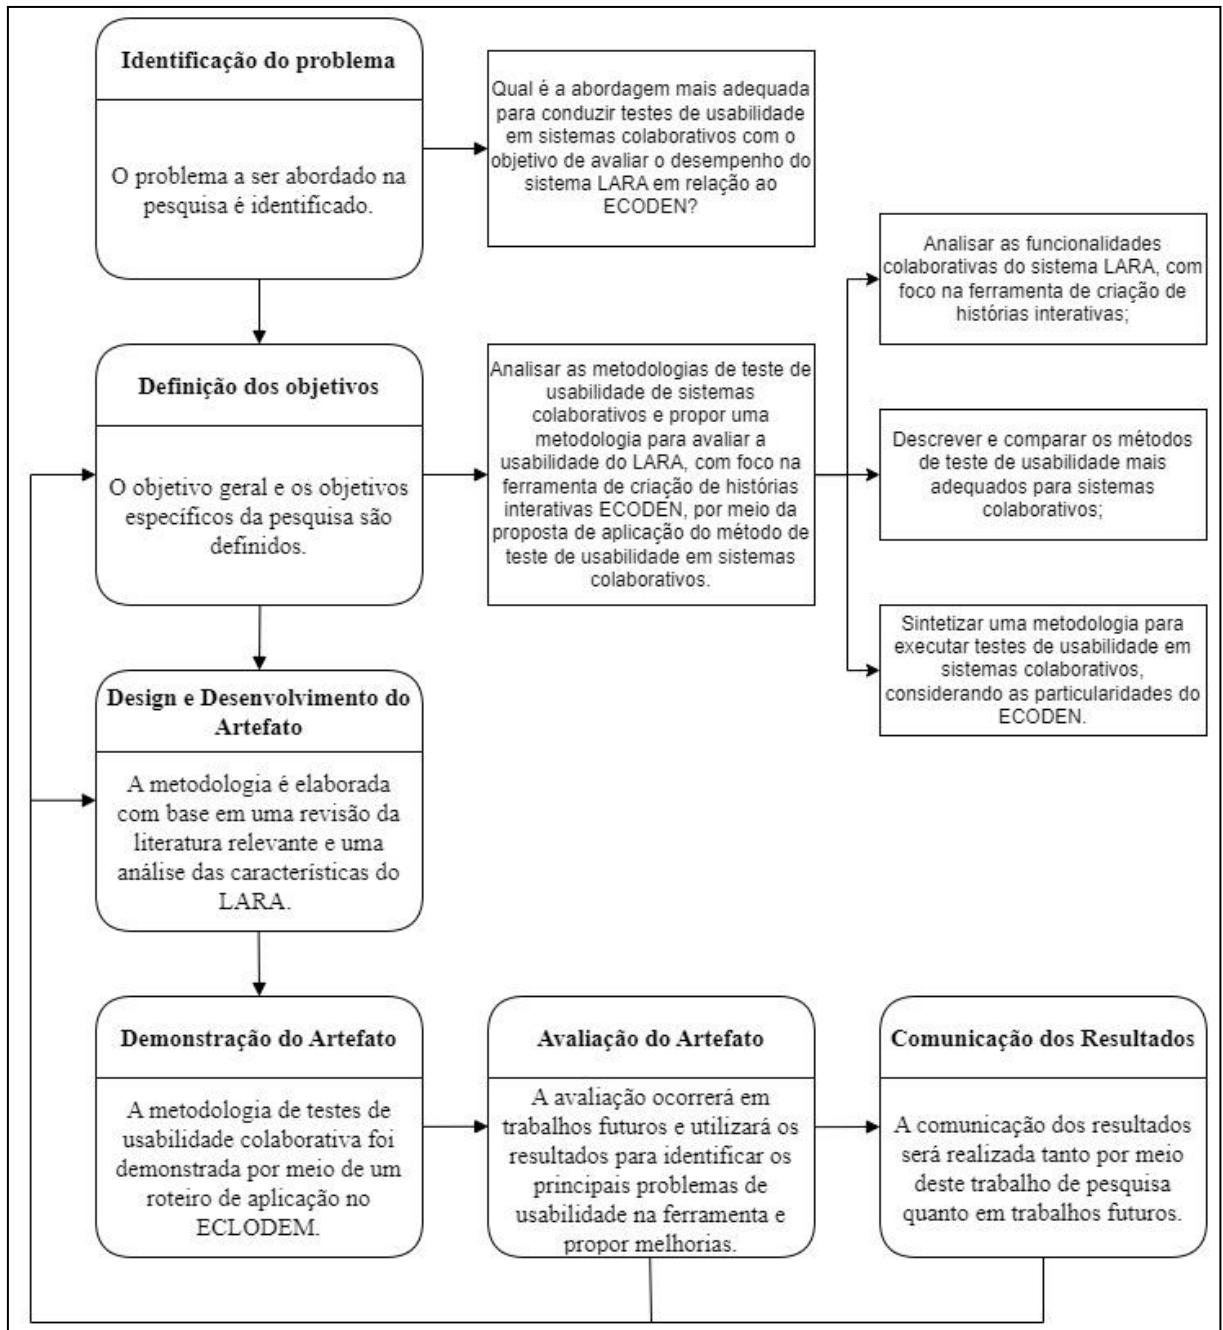 Identificação do problema
O problema a ser abordado na
pesquisa é identificado.
Qual é a abordagem mais adequada
para conduzir testes de usabilidade
em sistemas colaborativos com o
objetivo de avaliar o desempenho do
sistema LARA em relação ao
ECODEN?
Definição dos objetivos
O objetivo geral e os objetivos
específicos da pesquisa são
definidos.
Analisar as metodologias de teste de
usabilidade de sistemas
colaborativos e propor uma
metodologia para avaliar a
usabilidade do LARA, com foco na
ferramenta de criação de histórias
interativas ECODEN, por meio da
proposta de aplicação do método de
teste de usabilidade em sistemas
colaborativos.
Analisar as funcionalidades
colaborativas do sistema LARA, com
foco na ferramenta de criação de
histórias interativas;
Descrever e comparar os métodos
de teste de usabilidade mais
adequados para sistemas
colaborativos;
Sintetizar uma metodologia para
executar testes de usabilidade em
sistemas colaborativos,
considerando as particularidades do
ECODEN.
Design e Desenvolvimento do
Artefato
A metodologia é elaborada
com base em uma revisão da
literatura relevante e uma
análise das características do
LARA.
Demonstração do Artefato
A metodologia de testes de
usabilidade colaborativa foi
demonstrada por meio de um
roteiro de aplicação no
ECLODEM.
Avaliação do Artefato
A avaliação ocorrerá em
trabalhos futuros e utilizará os
resultados para identificar os
principais problemas de
usabilidade na ferramenta e
propor melhorias.
Comunicação dos Resultados
A comunicação dos resultados
será realizada tanto por meio
deste trabalho de pesquisa
quanto em trabalhos futuros.